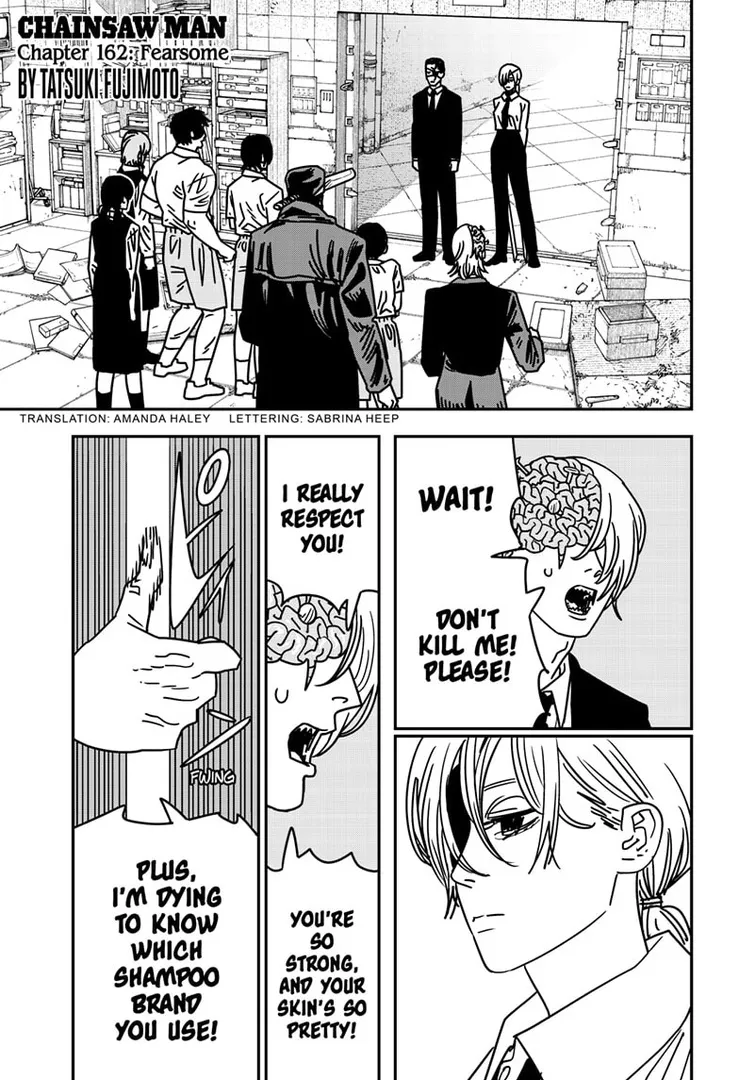 CHAINSAW MAN
Chapter 162: Fearsome
BY TATSUKI FUJIMOTO
TRANSLATION: AMANDA HALEY LETTERING: SABRINA HEEP
WAIT!
DON'T
KILL ME!
PLEASE!
I REALLY
RESPECT
YOU!
YOU'RE
SO
STRONG,
AND YOUR
SKIN'S SO
PRETTY!
FWING
PLUS,
I'M DYING
TO KNOW
WHICH
SHAMPOO
BRAND
YOU USE!